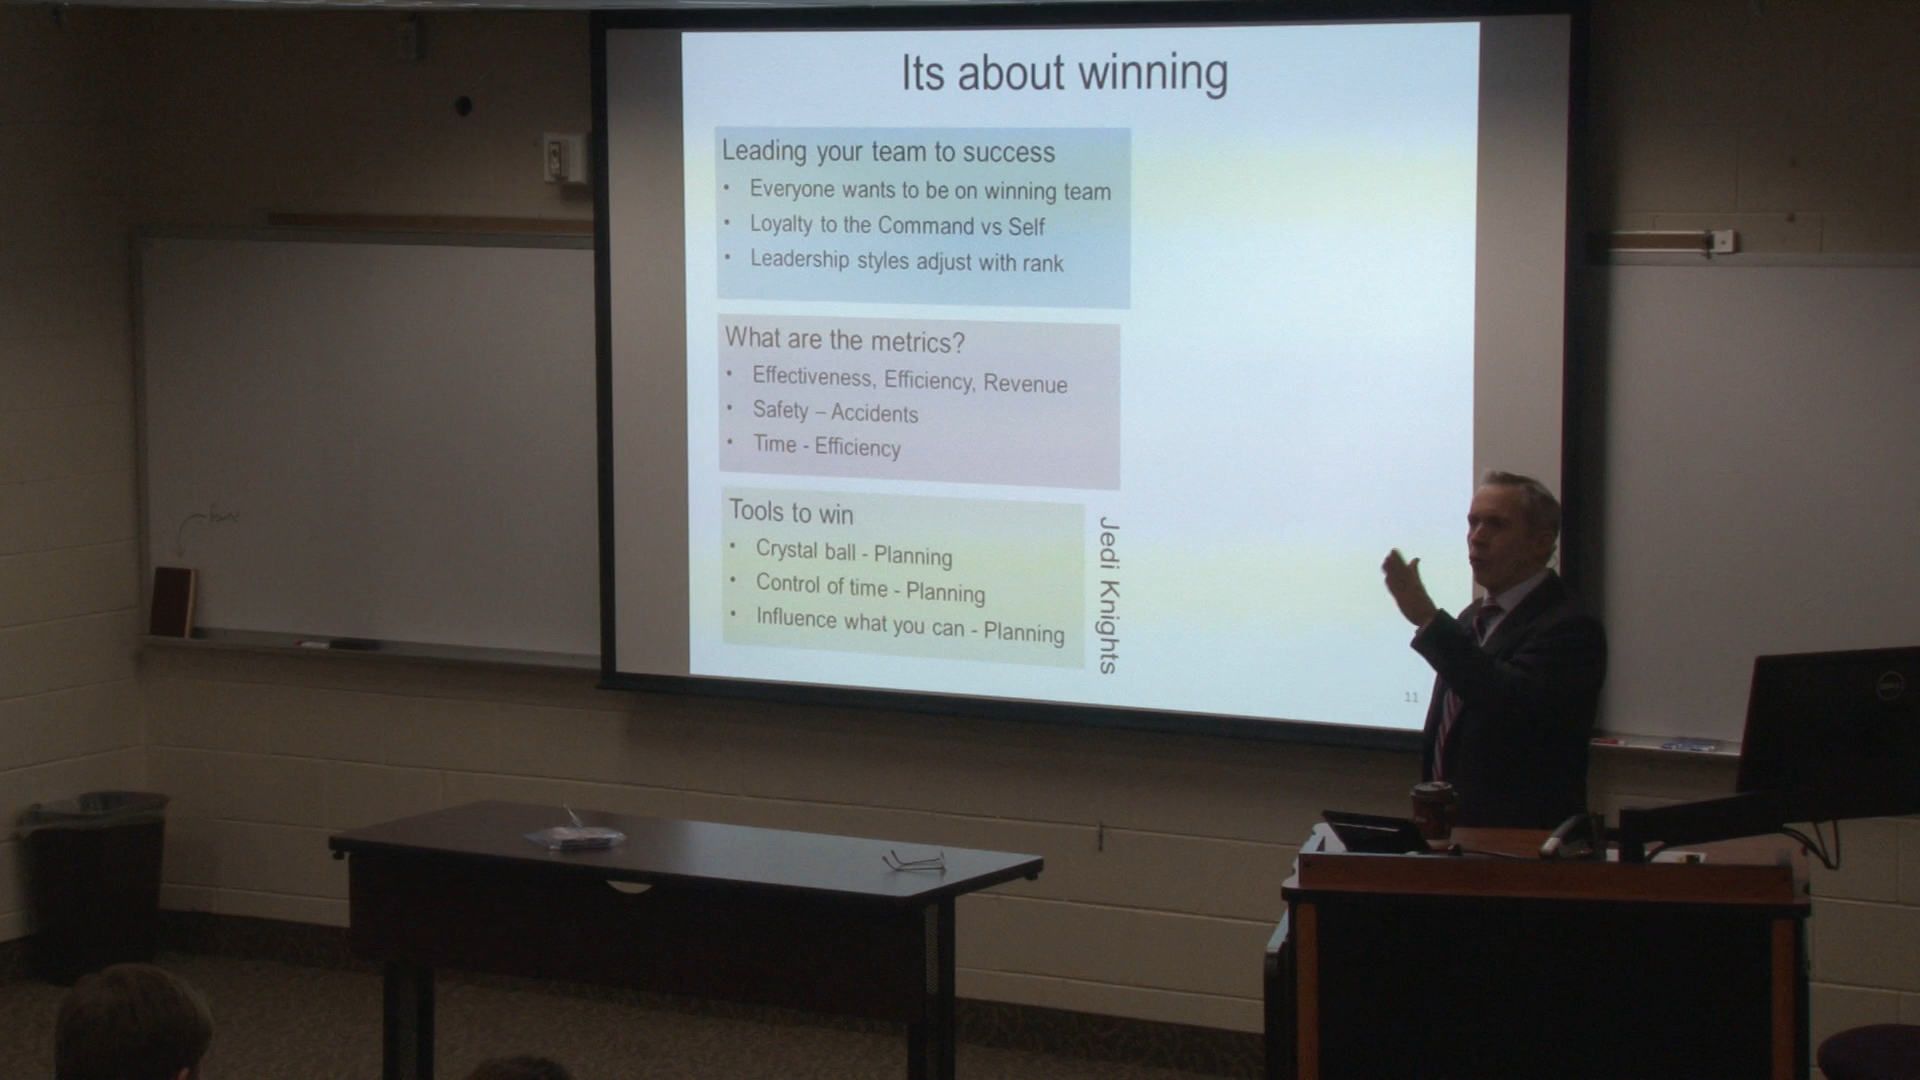 Its about winning
Leading your team to success
• Everyone wants to be on winning team
• Loyalty to the Command vs Self
• Leadership styles adjust with rank
What are the metrics?
• Effectiveness, Efficiency, Revenue
• Safety – Accidents
• Time - Efficiency
Tools to win
• Crystal ball - Planning
• Control of time - Planning
• Influence what you can - Planning
Jedi Knights
11
DELL